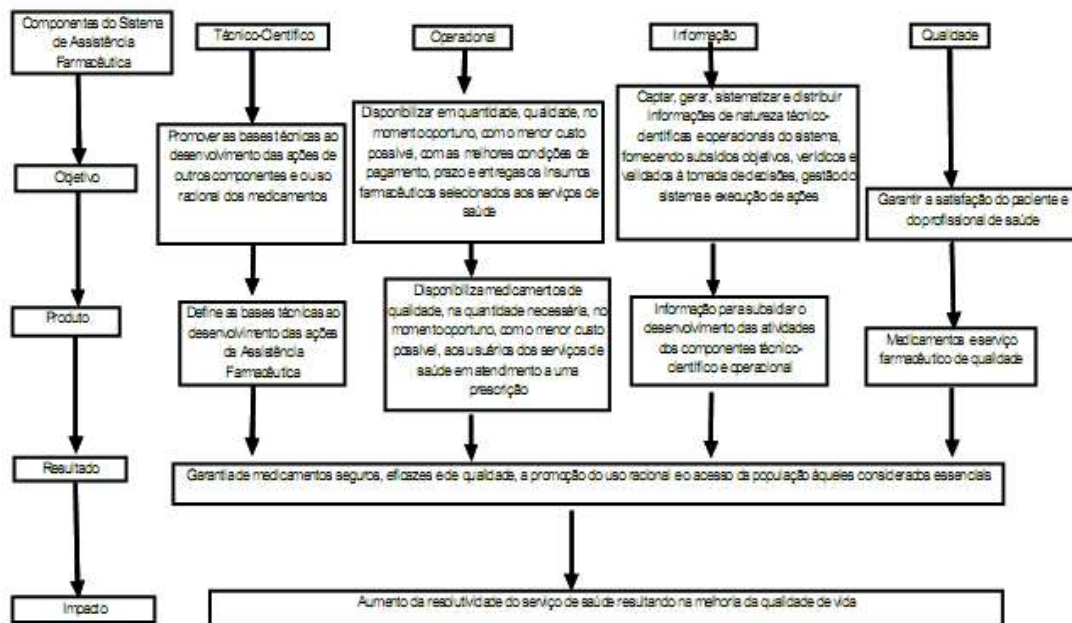 Componentes do Sistema
de Assistência
Farmacêutica
Técnico-Científico
Operacional
Informação
Qualidade
Objetivo
Promover as bases técnicas ao
desenvolvimento das ações de
outros componentes e o uso
racional dos medicamentos
Disponibilizar em quantidade, qualidade, no
momento oportuno, com o menor custo
possível, com as melhores condições de
pagamento, prazo e entregas os insumos
farmacêuticos selecionados aos serviços de
saúde
Captar, gerar, sistematizar e distribuir
informações de natureza técnico-
científicas e operacionais do sistema,
fornecendo subsídios objetivos, verídicos e
validados à tomada de decisões, gestão do
sistema e execução de ações
Garantir a satisfação do paciente e
do profissional de saúde
Produto
Define as bases técnicas ao
desenvolvimento das ações
da Assistência
Farmacêutica
Disponibiliza medicamentos de
qualidade, na quantidade necessária, no
momento oportuno, com o menor custo
possível, aos usuários dos serviços de
saúde em atendimento a uma
prescrição
Informação para subsidiar o
desenvolvimento das atividades
dos componentes técnico-
científico e operacional
Medicamentos e serviço
farmacêutico de qualidade
Resultado
Garantia de medicamentos seguros, eficazes e de qualidade, a promoção do uso racional e o acesso da população àqueles considerados essenciais
Impacto
Aumento da resolutividade do serviço de saúde resultando na melhoria da qualidade de vida